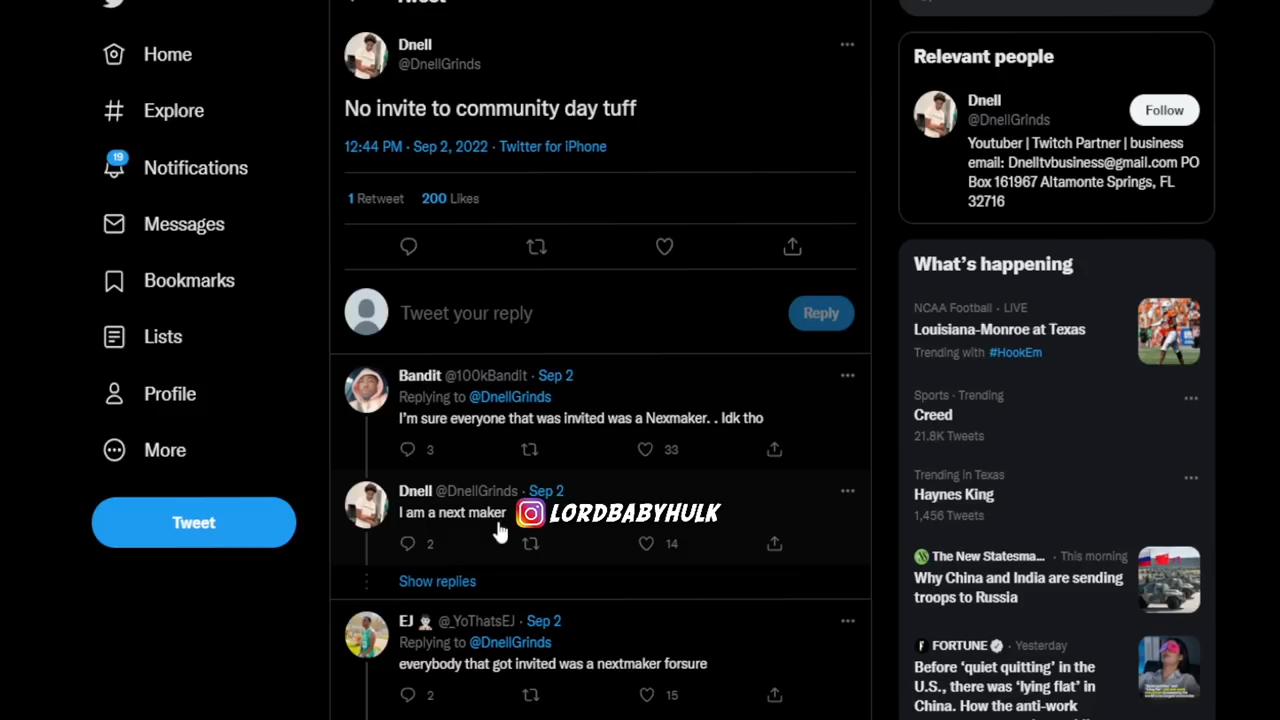 Tweet
Home
Explore
19
Notifications
Messages
Bookmarks
Lists
Profile
More
Tweet
Dnell
@DnellGrinds
No invite to community day tuff
12:44 PM · Sep 2, 2022 · Twitter for iPhone
1 Retweet 200 Likes
Tweet your reply
Reply
Bandit @100kBandit · Sep 2
Replying to @DnellGrinds
I'm sure everyone that was invited was a Nexmaker. . Idk tho
3 33
Dnell @DnellGrinds · Sep 2
I am a next maker
LORDBABYHULK
2 14
Show replies
EJ @_YoThatsEJ · Sep 2
Replying to @DnellGrinds
everybody that got invited was a nextmaker forsure
2 15
Relevant people
Dnell
@DnellGrinds
Follow
Youtuber | Twitch Partner | business
email: Dnelltvbusiness@gmail.com PO
Box 161967 Altamonte Springs, FL
32716
What's happening
NCAA Football · LIVE
Louisiana-Monroe at Texas
Trending with #HookEm
Sports · Trending
Creed
21.8K Tweets
Trending in Texas
Haynes King
1,456 Tweets
The New Statesma... · This morning
Why China and India are sending
troops to Russia
FORTUNE · Yesterday
Before 'quiet quitting' in the
U.S., there was 'lying flat' in
China. How the anti-work